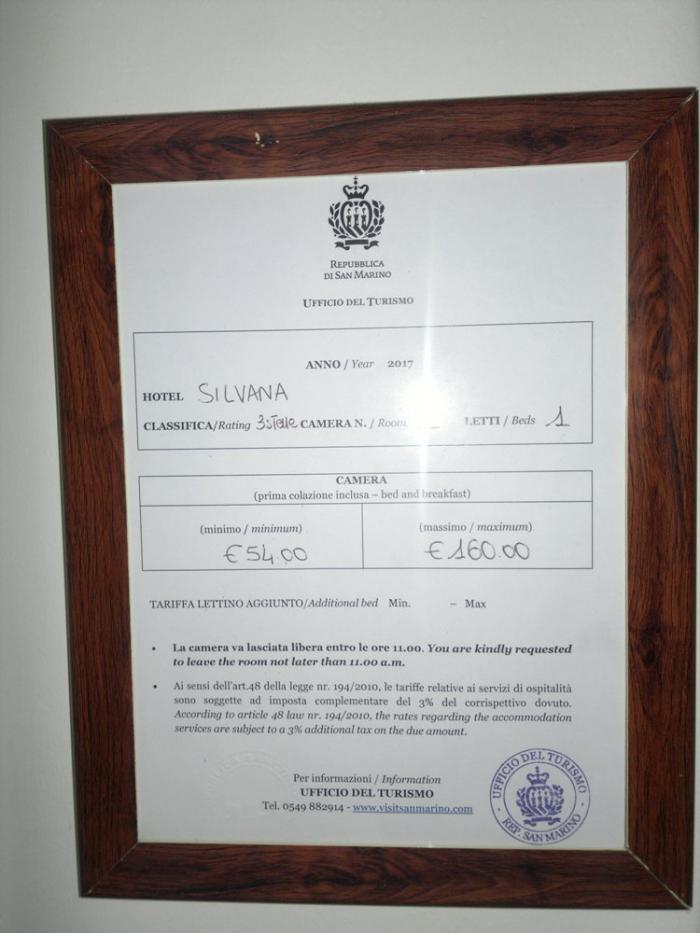 REPUBBLICA
DI SAN MARINO
UFFICIO DEL TURISMO
ANNO / Year 2017
HOTEL SILVANA
CLASSIFICA/Rating 3 stelle CAMERA N. / Room LETTI / Beds 1
CAMERA
(prima colazione inclusa – bed and breakfast)
(minimo / minimum) (massimo / maximum)
€ 54.00 € 160.00
TARIFFA LETTINO AGGIUNTO/Additional bed Min. – Max
• La camera va lasciata libera entro le ore 11.00. You are kindly requested
to leave the room not later than 11.00 a.m.
• Ai sensi dell'art.48 della legge nr. 194/2010, le tariffe relative ai servizi di ospitalità
sono soggette ad imposta complementare del 3% del corrispettivo dovuto.
According to article 48 law nr. 194/2010, the rates regarding the accommodation
services are subject to a 3% additional tax on the due amount.
Per informazioni / Information
UFFICIO DEL TURISMO
Tel. 0549 882914 - www.visitsanmarino.com
UFFICIO DEL TURISMO
REP. SAN MARINO